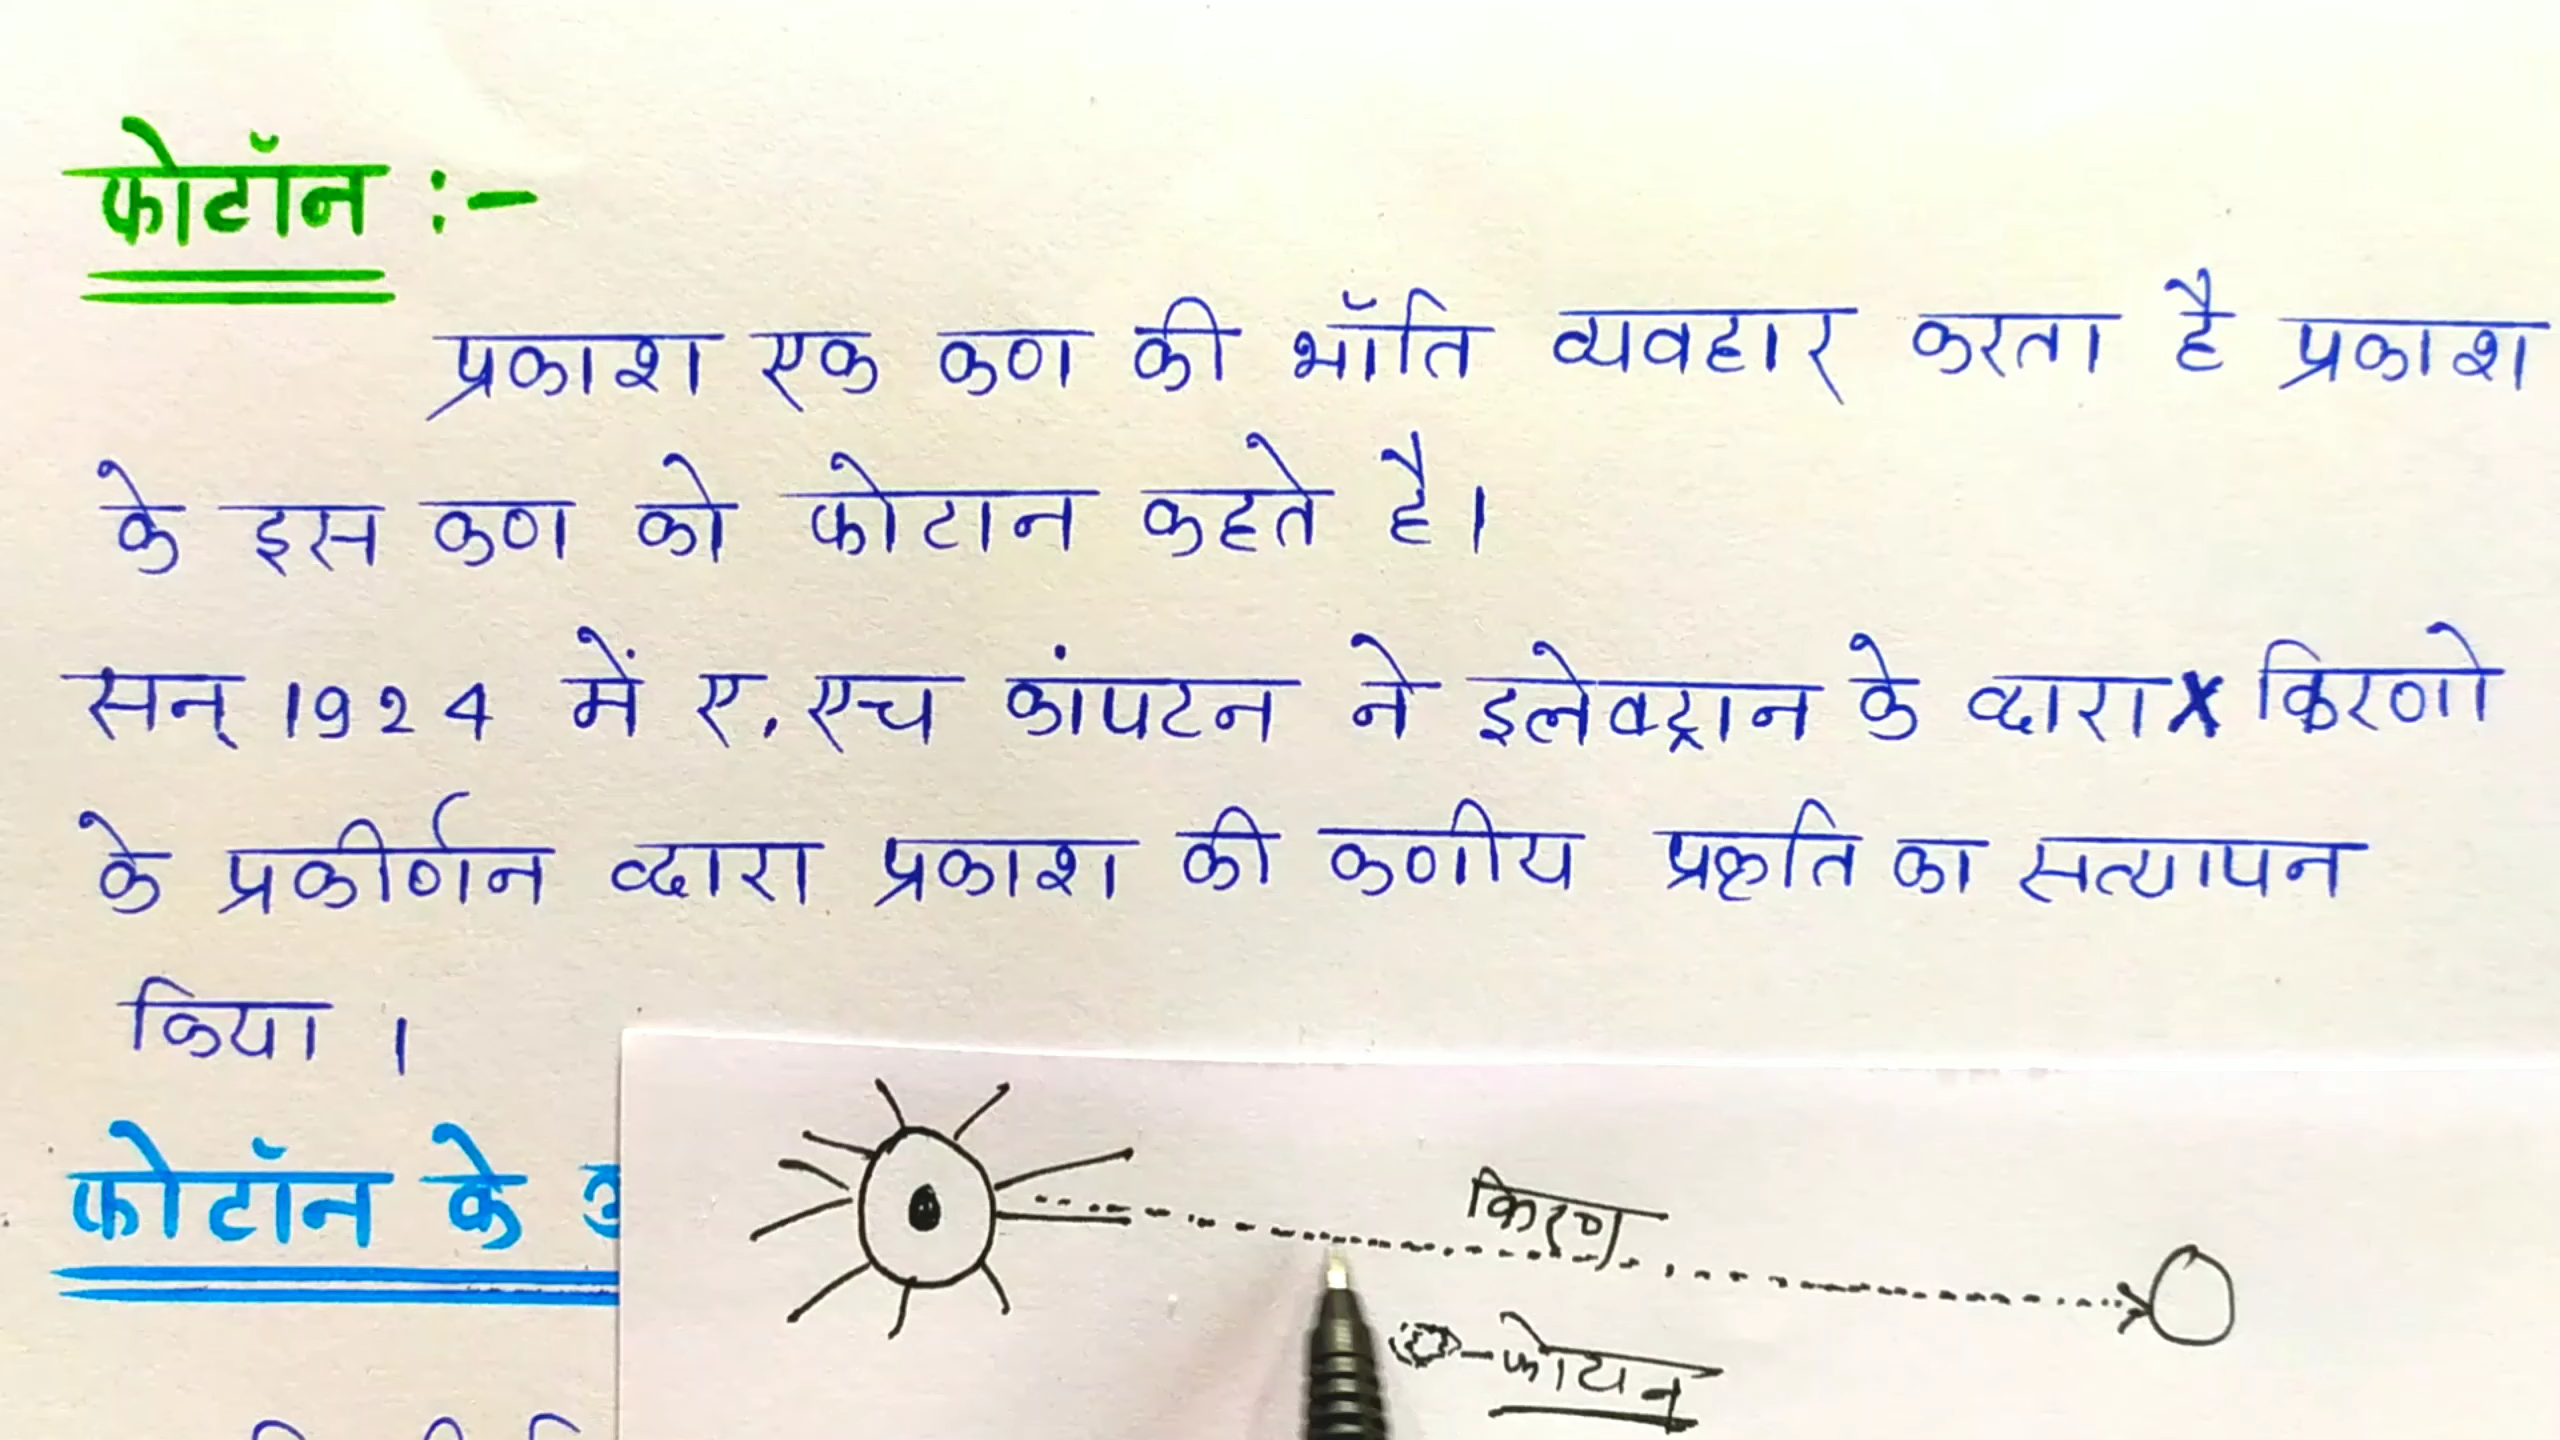 फोटॉन :-
प्रकाश एक कण की भाँति व्यवहार करता है प्रकाश
के इस कण को फोटान कहते है।
सन् 1924 में ए. एच कांपटन ने इलेक्ट्रान के द्वारा X किरणो
के प्रकीर्णन द्वारा प्रकाश की कणीय प्रकृति का सत्यापन
किया ।
फोटॉन के
किरण
फोटान